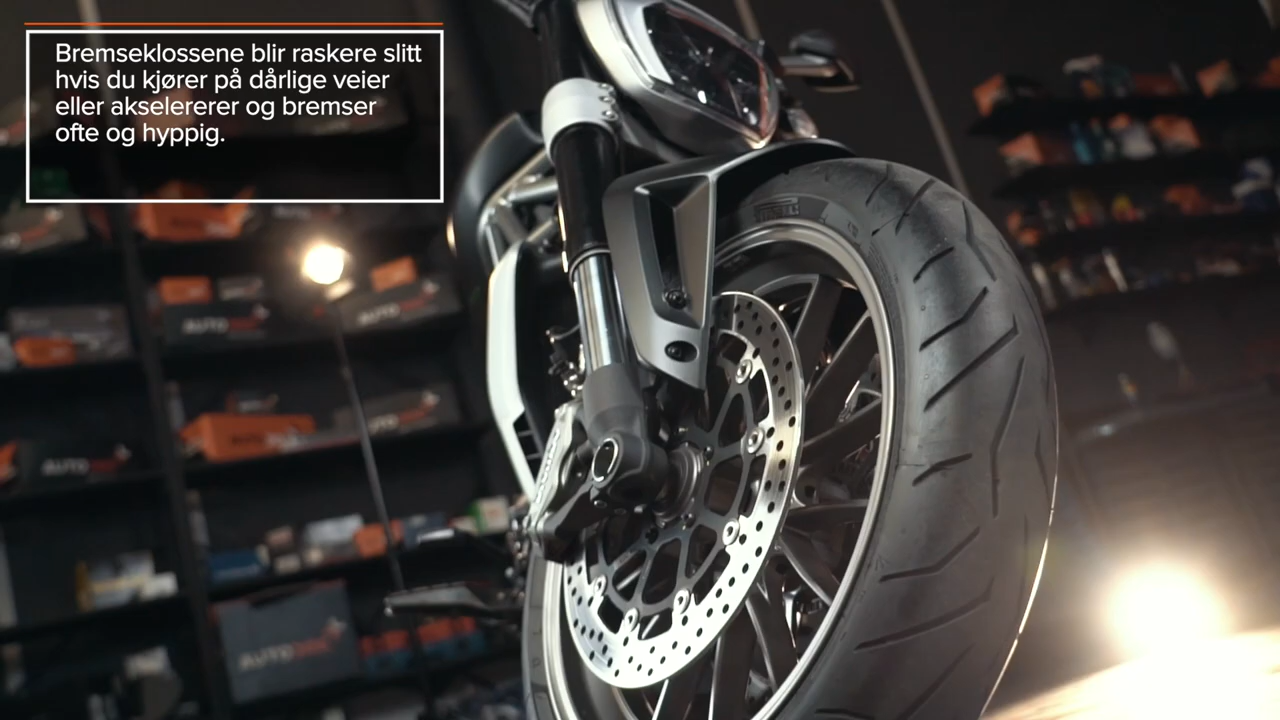 Bremseklossene blir raskere slitt
hvis du kjører på dårlige veier
eller akselererer og bremser
ofte og hyppig.